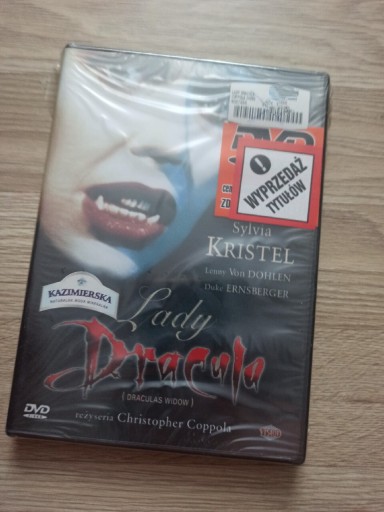 WYPRZEDAŻ
TYTUŁÓW
Sylvia
KRISTEL
Lenny Von DOHLEN
Duke ERNSBERGER
KAZIMIERSKA
Lady
Dracula
[ DRACULAS WIDOW ]
DVD
reżyseria Christopher Coppola